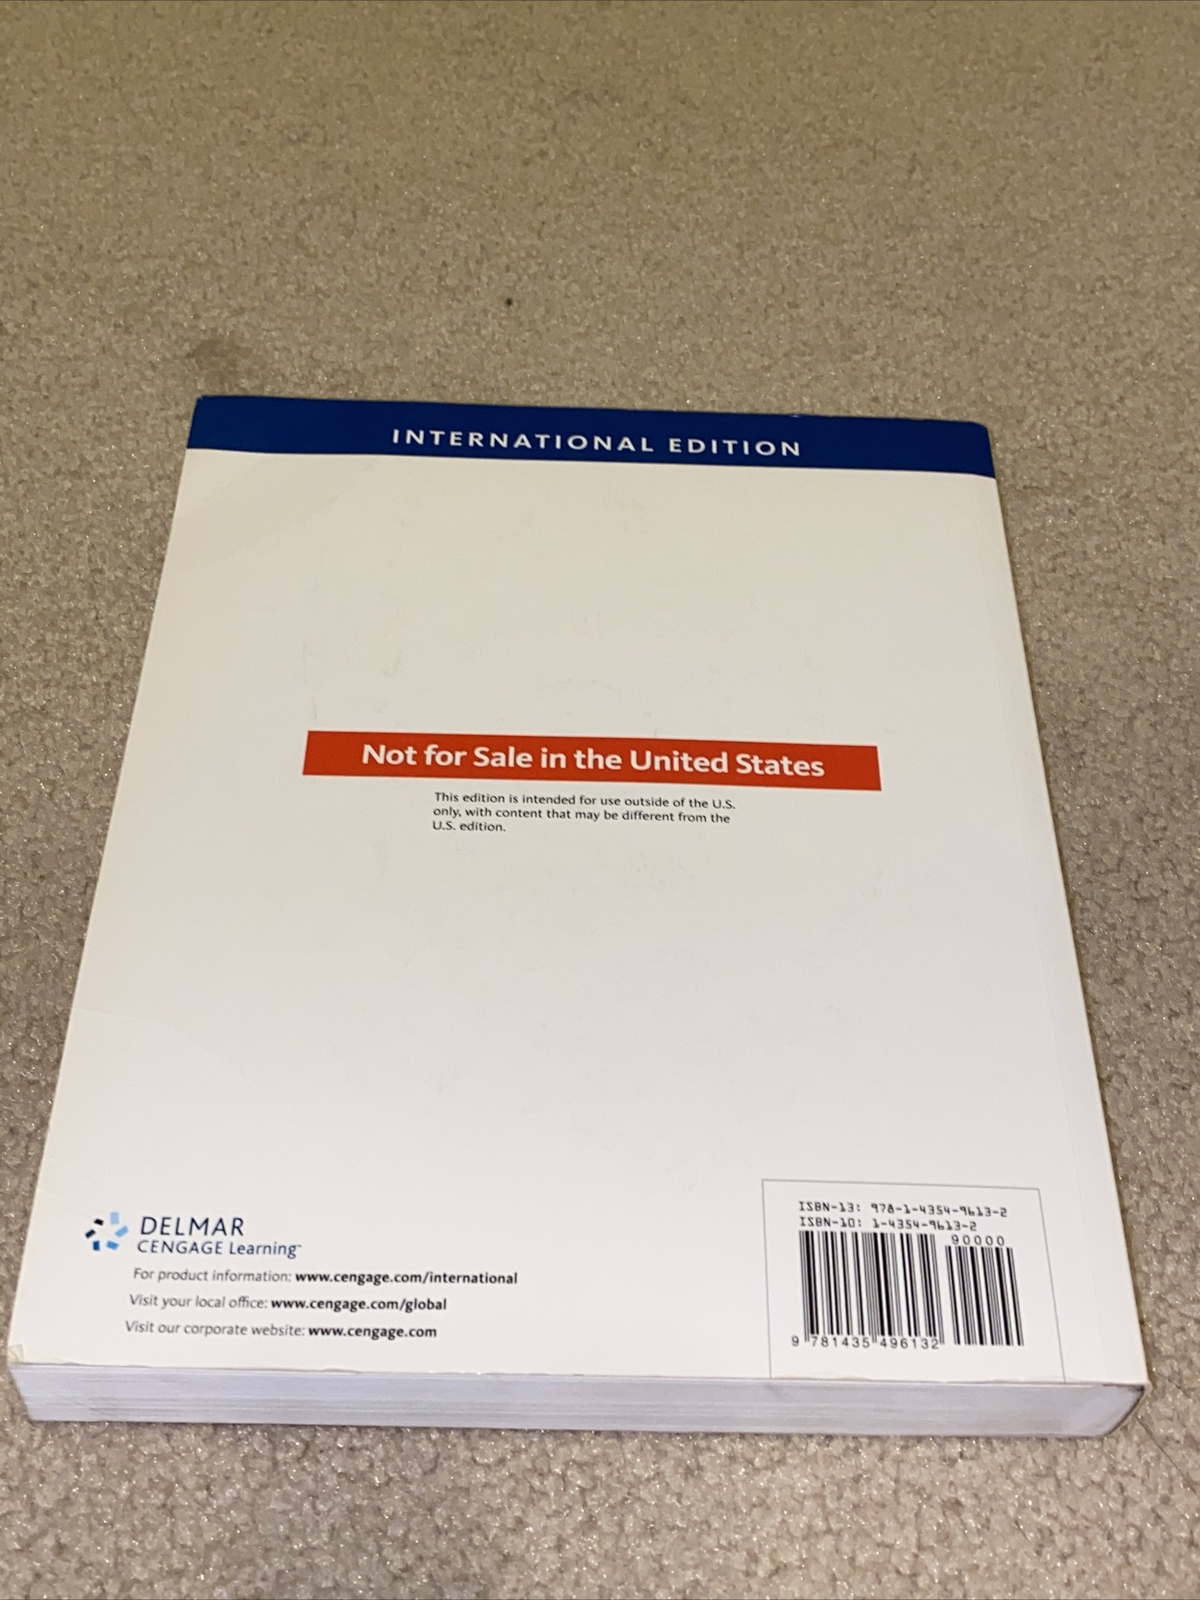 INTERNATIONAL EDITION
Not for Sale in the United States
This edition is intended for use outside of the U.S.
only, with content that may be different from the
U.S. edition.
DELMAR
CENGAGE Learning™
For product information: www.cengage.com/international
Visit your local office: www.cengage.com/global
Visit our corporate website: www.cengage.com
ISBN-13: 978-1-4354-9613-2
ISBN-10: 1-4354-9613-2
90000
9 781435 496132